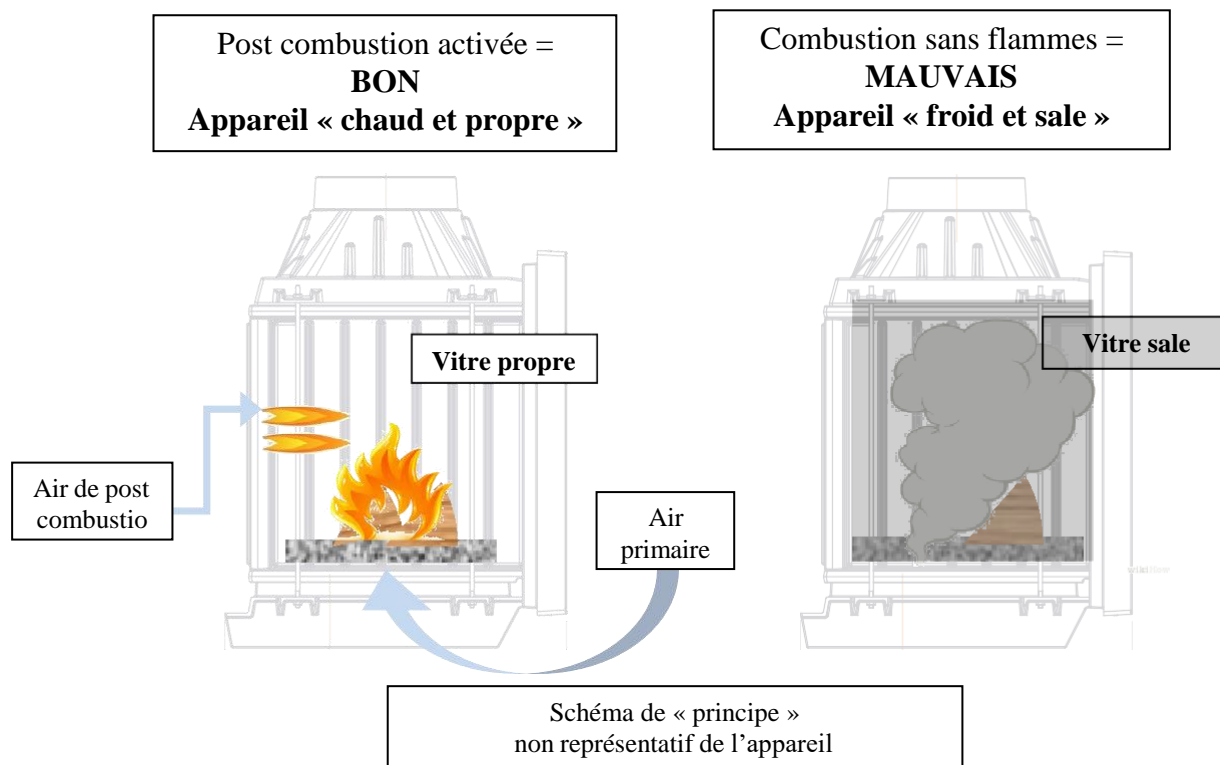 Post combustion activée =
BON
Appareil « chaud et propre »
Combustion sans flammes =
MAUVAIS
Appareil « froid et sale »
Vitre propre
Vitre sale
Air de post
combustio
Air
primaire
wikiHow
Schéma de « principe »
non représentatif de l’appareil